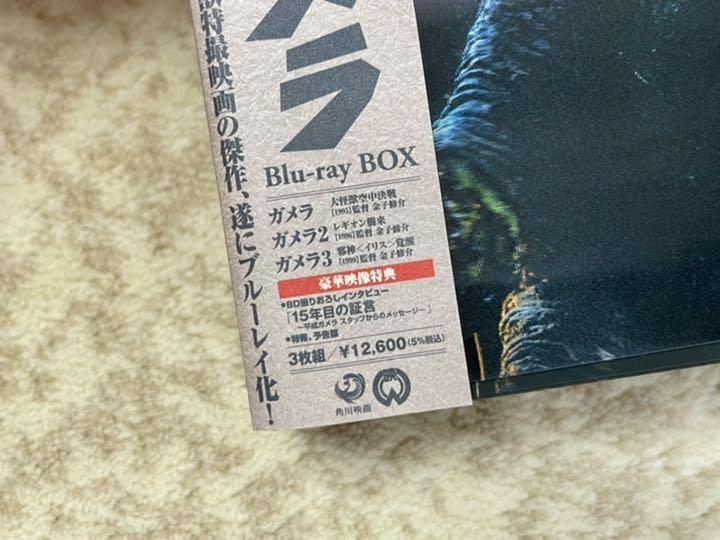 獣特撮映画の傑作、遂にブルーレイ化！
メラ
Blu-ray BOX
ガメラ 大怪獣空中決戦
[1995]監督 金子修介
ガメラ2 レギオン襲来
[1996]監督 金子修介
ガメラ3 邪神<イリス>覚醒
[1999]監督 金子修介
豪華映像特典
●BD撮りおろしインタビュー
「15年目の証言
～平成ガメラ スタッフからのメッセージ～」
●特報、予告篇
3枚組/¥12,600(5%税込)
角川映画